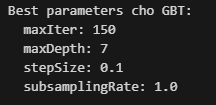 Best parameters cho GBT:
maxIter: 150
maxDepth: 7
stepSize: 0.1
subsamplingRate: 1.0